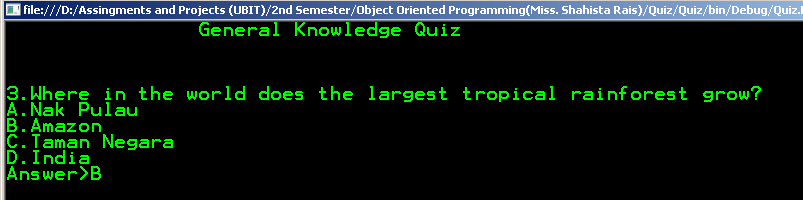 file:///D:/Assingments and Projects (UBIT)/2nd Semester/Object Oriented Programming(Miss. Shahista Rais)/Quiz/Quiz/bin/Debug/Quiz.
General Knowledge Quiz
3.Where in the world does the largest tropical rainforest grow?
A.Nak Pulau
B.Amazon
C.Taman Negara
D.India
Answer>B